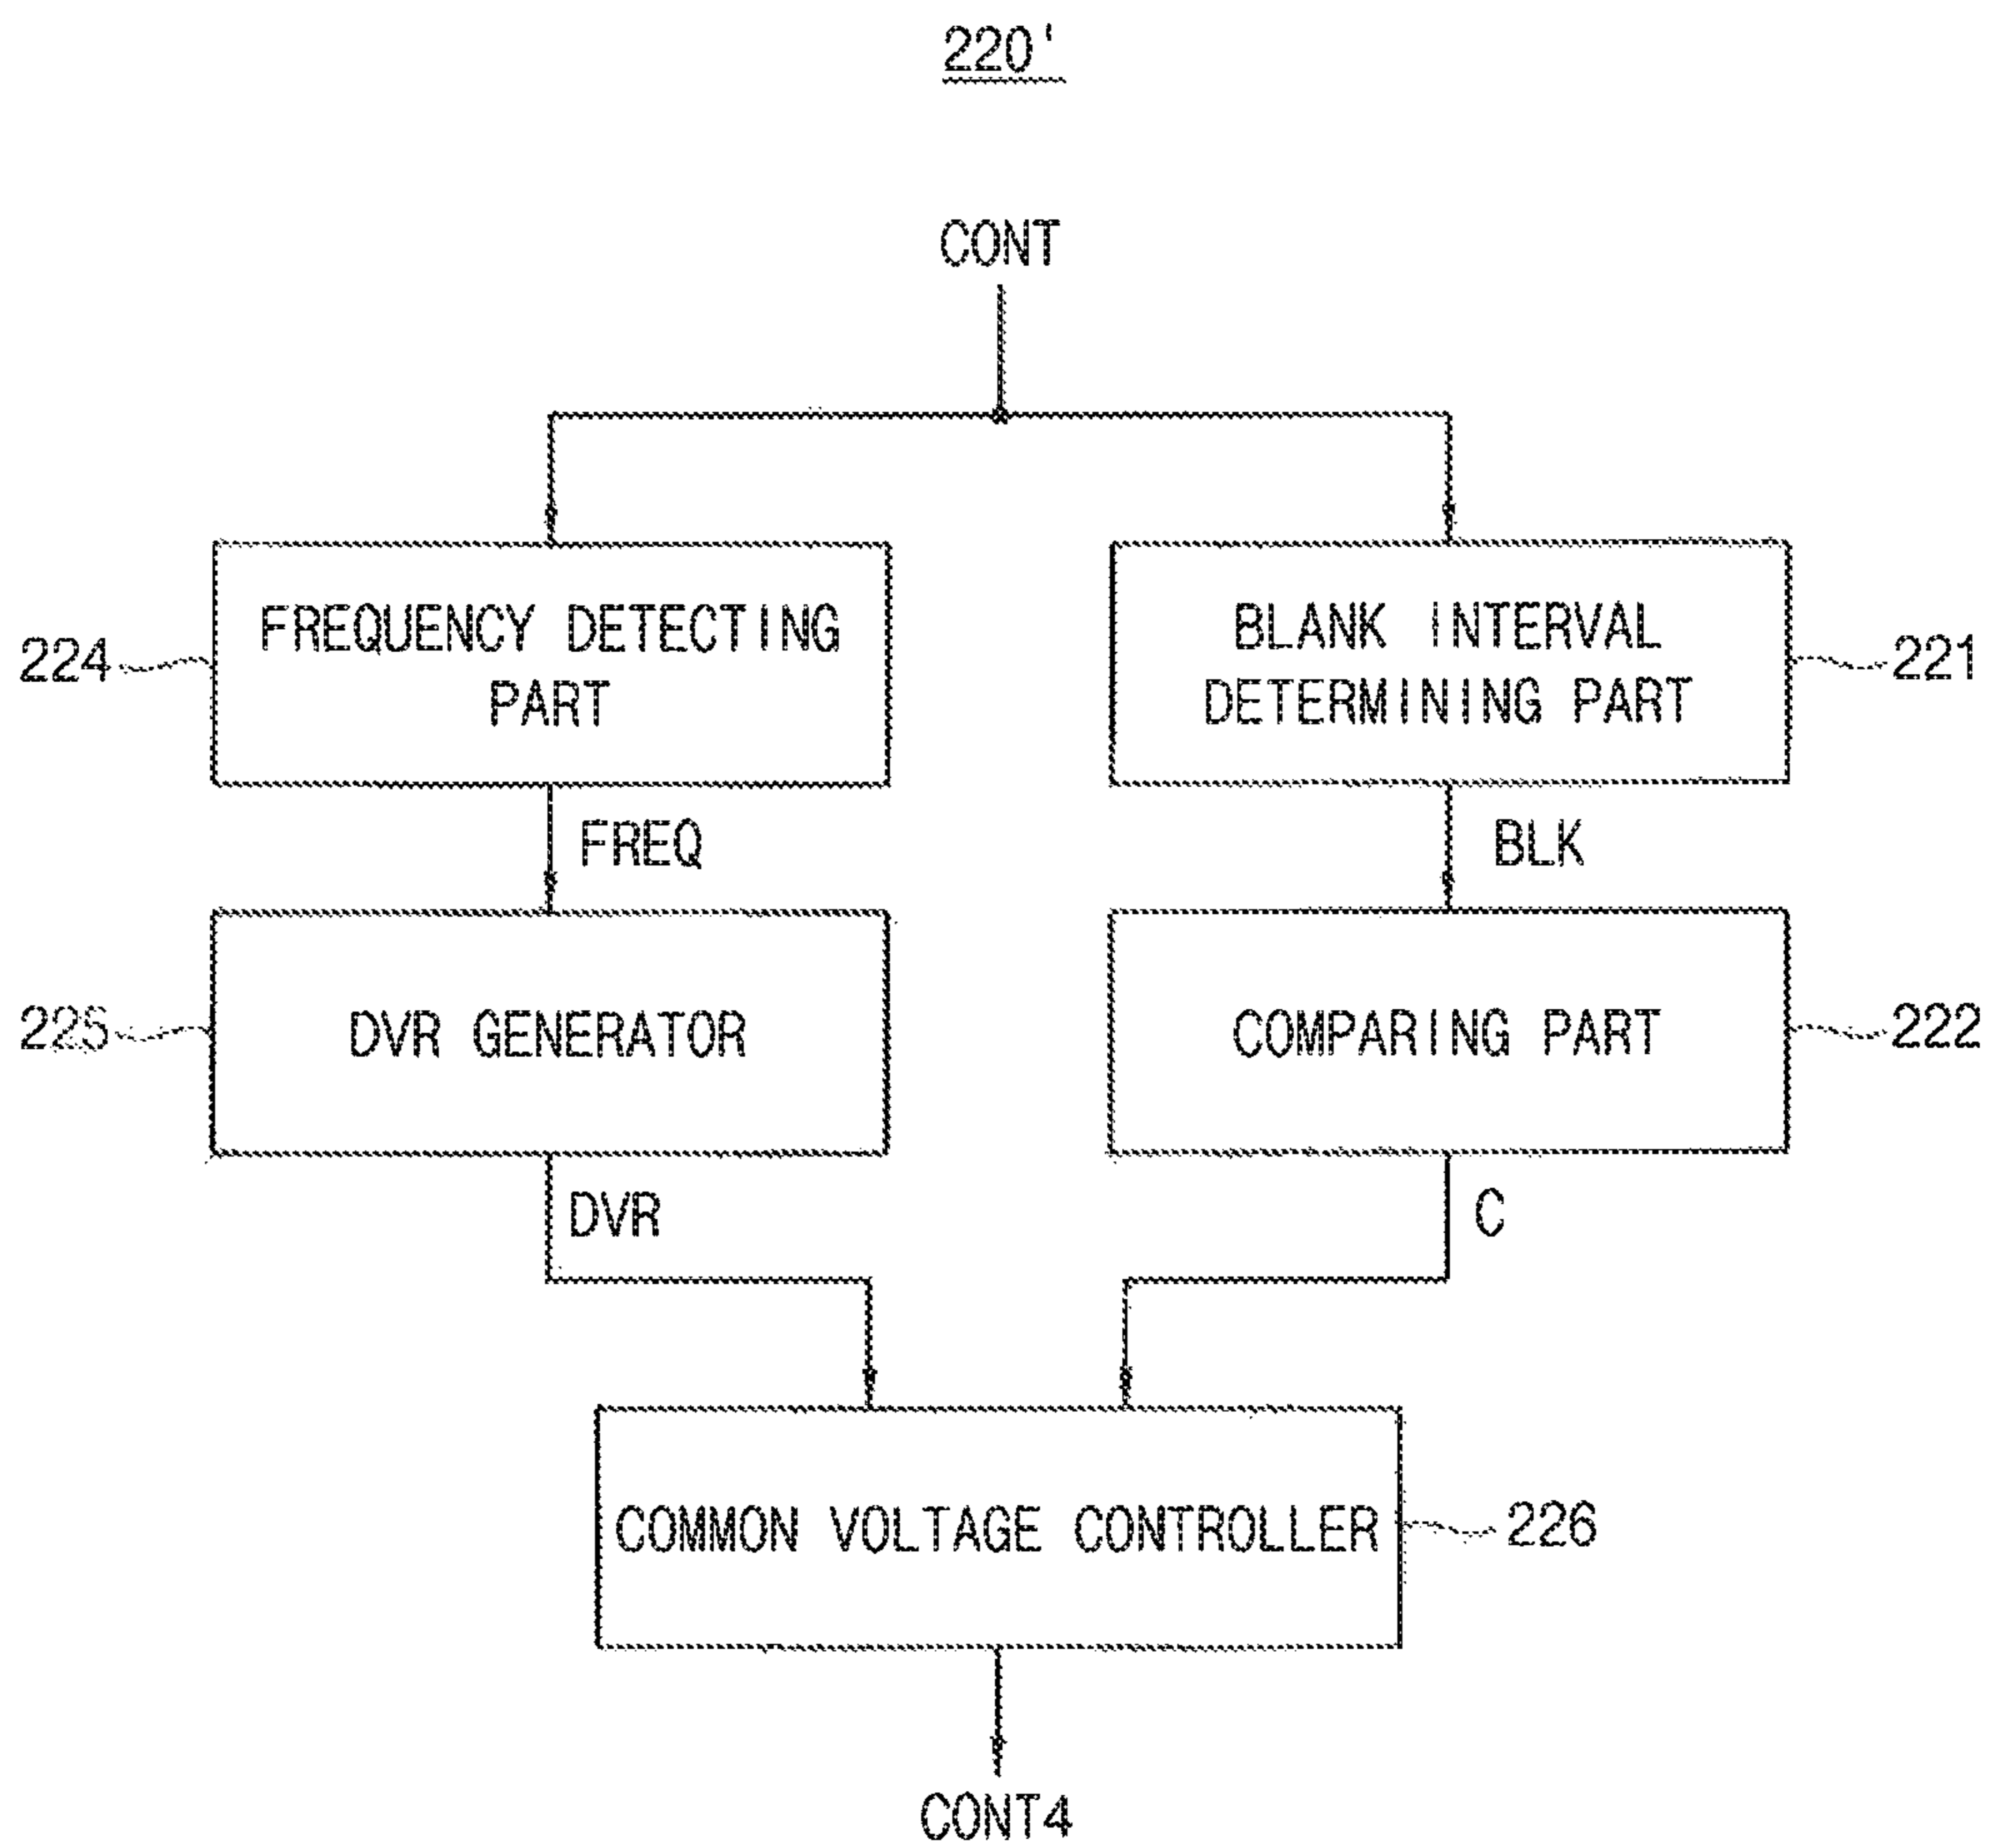 220'
CONT
FREQUENCY DETECTING
PART
224
BLANK INTERVAL
DETERMINING PART
221
FREQ
BLK
225
DVR GENERATOR
COMPARING PART
222
DVR
C
COMMON VOLTAGE CONTROLLER
226
CONT4